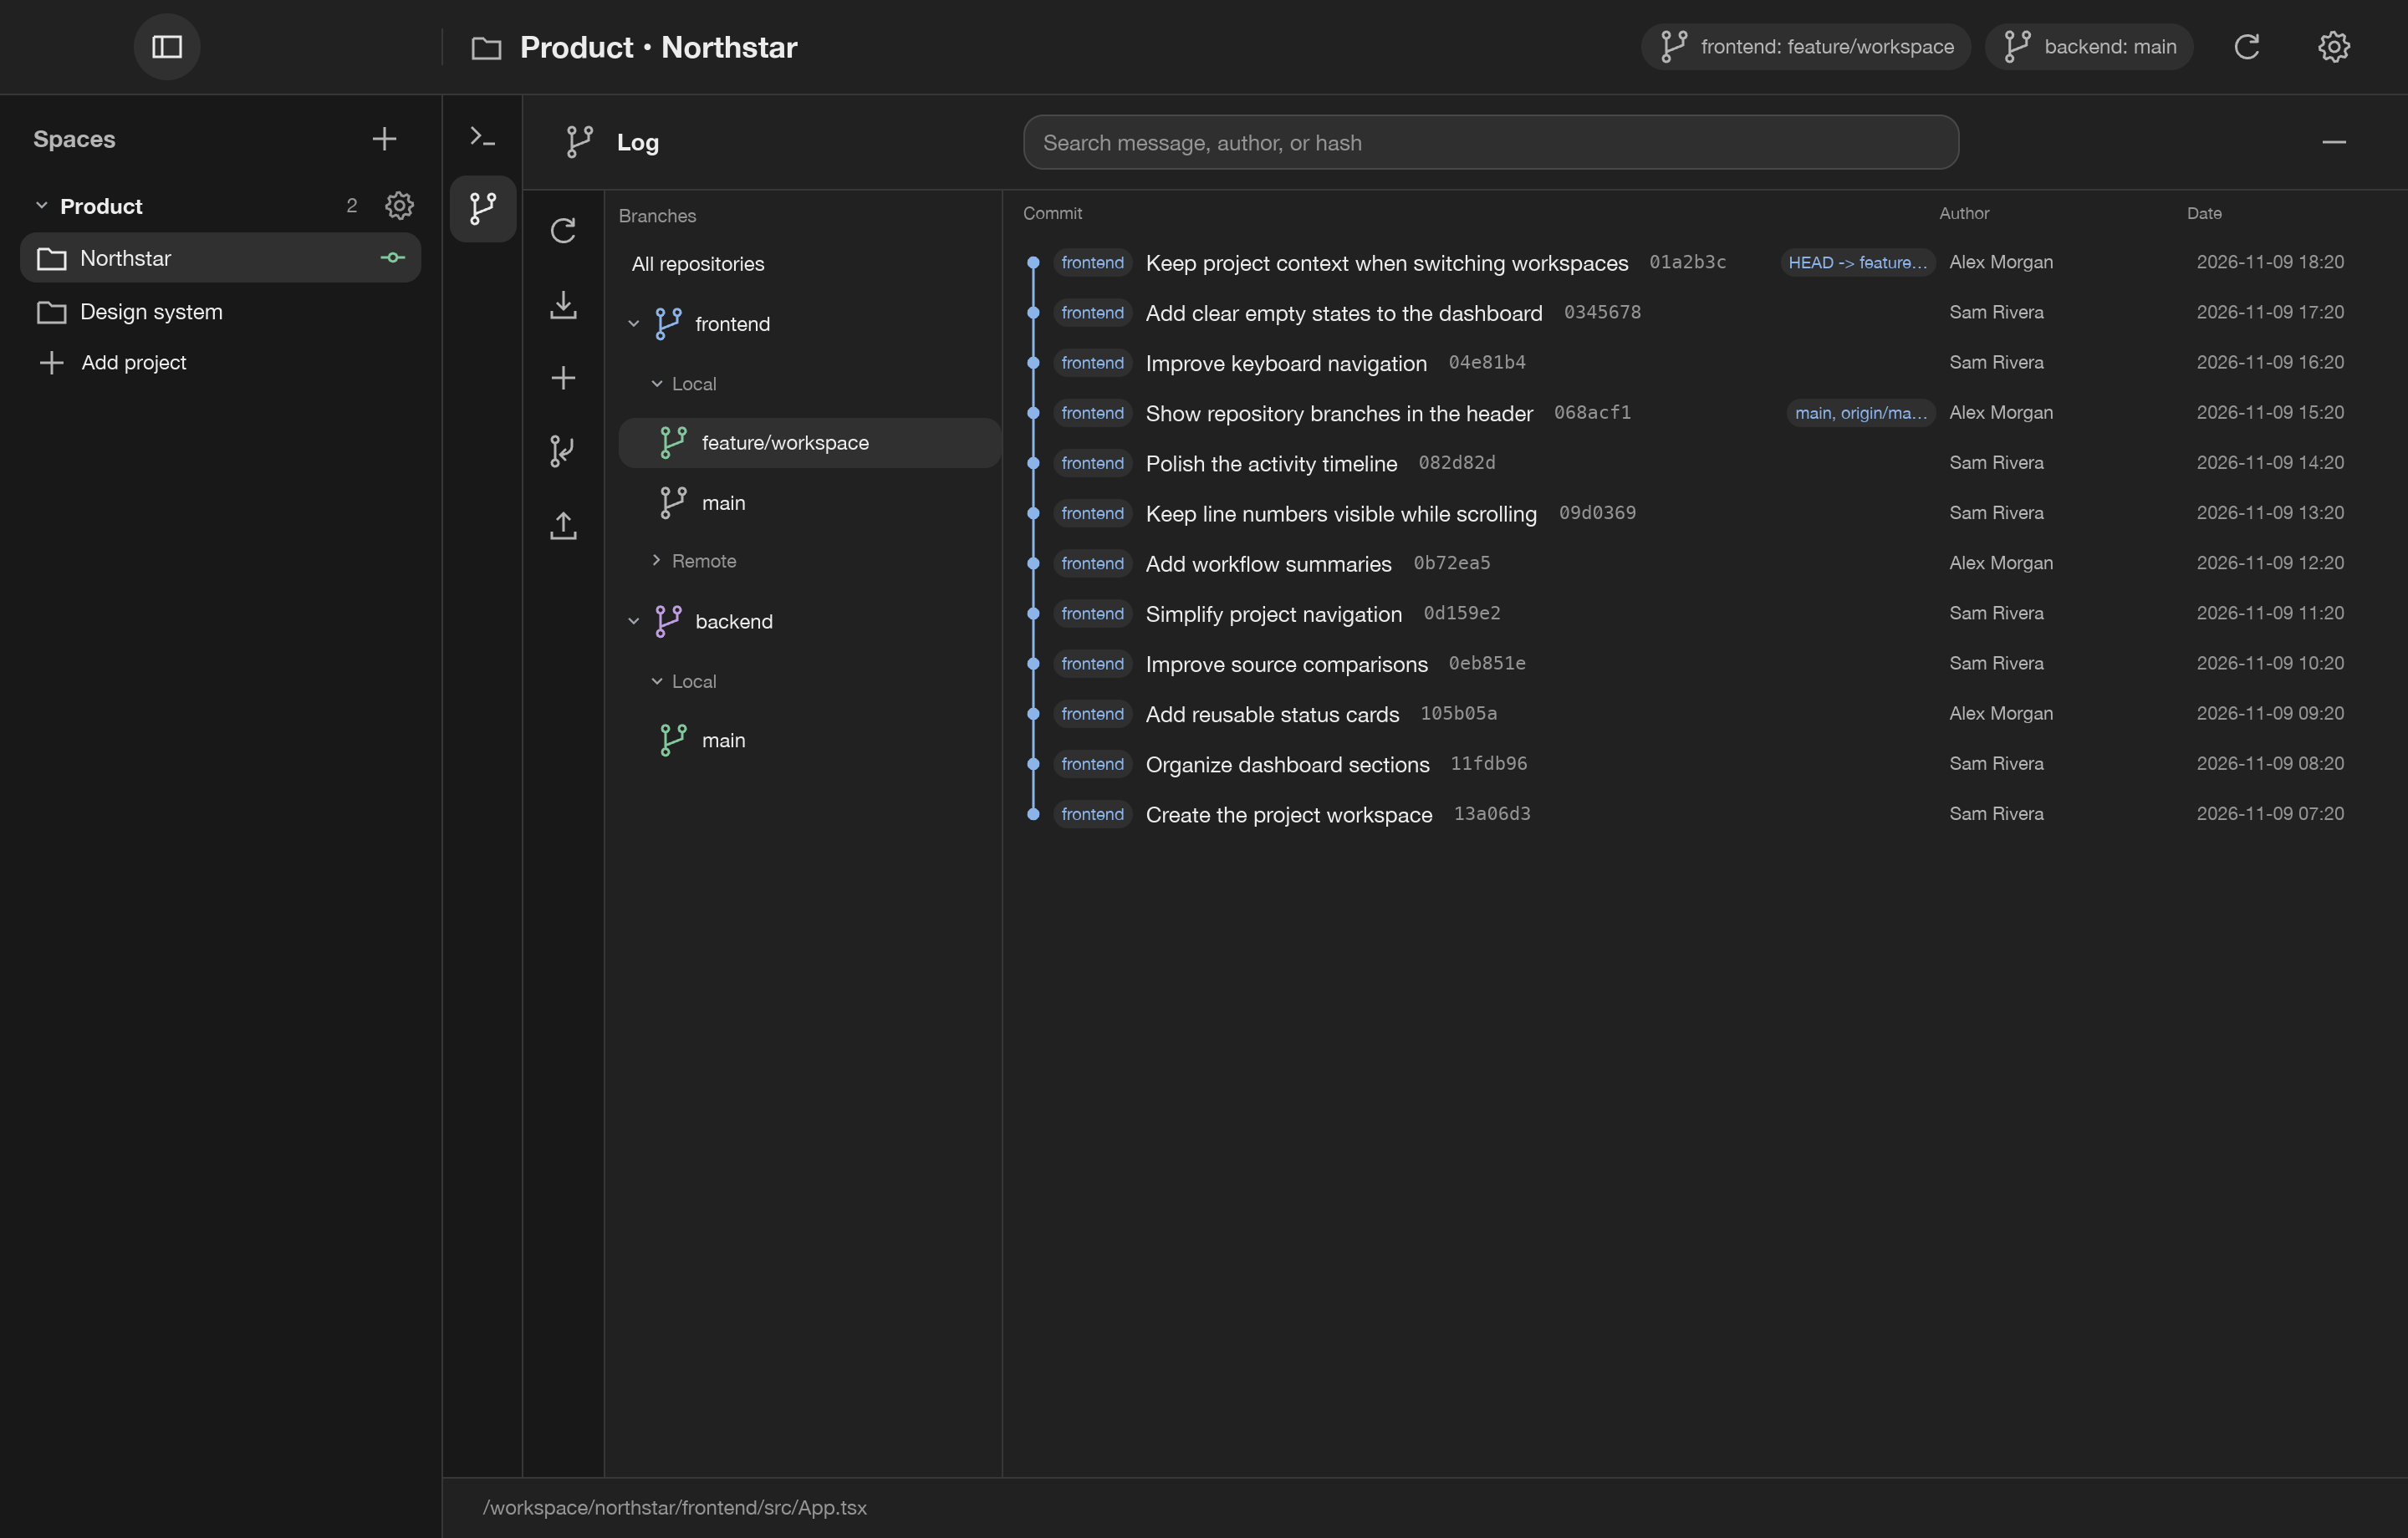 Product • Northstar
frontend: feature/workspace
backend: main
Spaces
Product 2
Northstar
Design system
Add project
Log
Search message, author, or hash
Branches
All repositories
frontend
Local
feature/workspace
main
Remote
backend
Local
main
Commit Author Date
frontend Keep project context when switching workspaces 01a2b3c HEAD -> feature… Alex Morgan 2026-11-09 18:20
frontend Add clear empty states to the dashboard 0345678 Sam Rivera 2026-11-09 17:20
frontend Improve keyboard navigation 04e81b4 Sam Rivera 2026-11-09 16:20
frontend Show repository branches in the header 068acf1 main, origin/ma… Alex Morgan 2026-11-09 15:20
frontend Polish the activity timeline 082d82d Sam Rivera 2026-11-09 14:20
frontend Keep line numbers visible while scrolling 09d0369 Sam Rivera 2026-11-09 13:20
frontend Add workflow summaries 0b72ea5 Alex Morgan 2026-11-09 12:20
frontend Simplify project navigation 0d159e2 Sam Rivera 2026-11-09 11:20
frontend Improve source comparisons 0eb851e Sam Rivera 2026-11-09 10:20
frontend Add reusable status cards 105b05a Alex Morgan 2026-11-09 09:20
frontend Organize dashboard sections 11fdb96 Sam Rivera 2026-11-09 08:20
frontend Create the project workspace 13a06d3 Sam Rivera 2026-11-09 07:20
/workspace/northstar/frontend/src/App.tsx